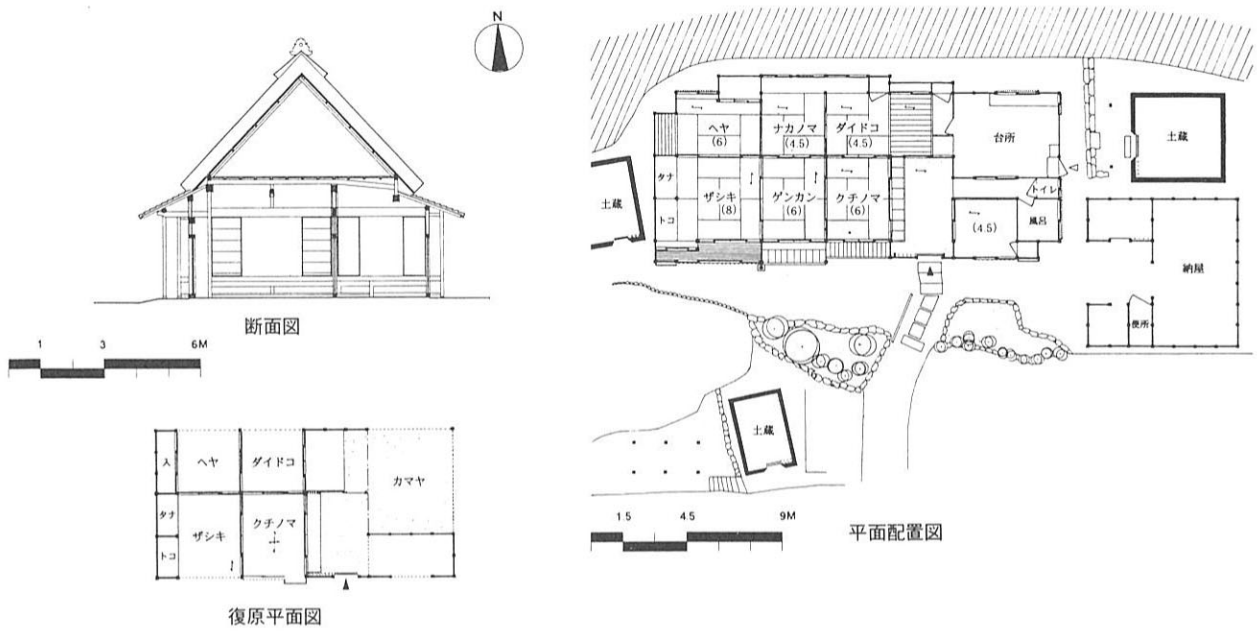 N
断面図
1 3 6M
入 ヘヤ ダイドコ
カマヤ
タナ
ザシキ クチノマ
トコ
復原平面図
ヘヤ ナカノマ ダイドコ
(6) (4.5) (4.5)
台所
土蔵
土蔵
タナ
ザシキ ゲンカン クチノマ
(8) (6) (6)
トコ
トイレ
(4.5)
風呂
納屋
便所
土蔵
1.5 4.5 9M
平面配置図